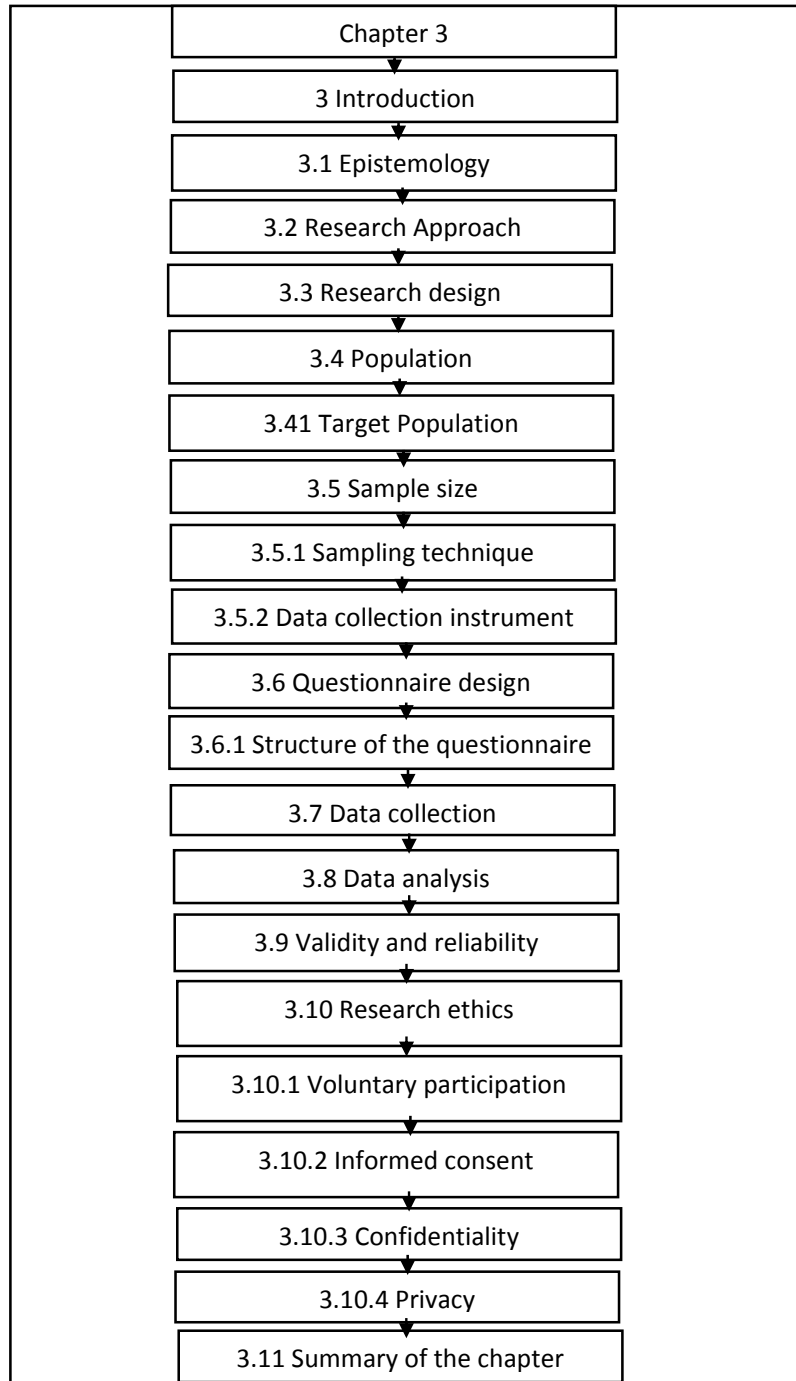 Chapter 3
3 Introduction
3.1 Epistemology
3.2 Research Approach
3.3 Research design
3.4 Population
3.41 Target Population
3.5 Sample size
3.5.1 Sampling technique
3.5.2 Data collection instrument
3.6 Questionnaire design
3.6.1 Structure of the questionnaire
3.7 Data collection
3.8 Data analysis
3.9 Validity and reliability
3.10 Research ethics
3.10.1 Voluntary participation
3.10.2 Informed consent
3.10.3 Confidentiality
3.10.4 Privacy
3.11 Summary of the chapter